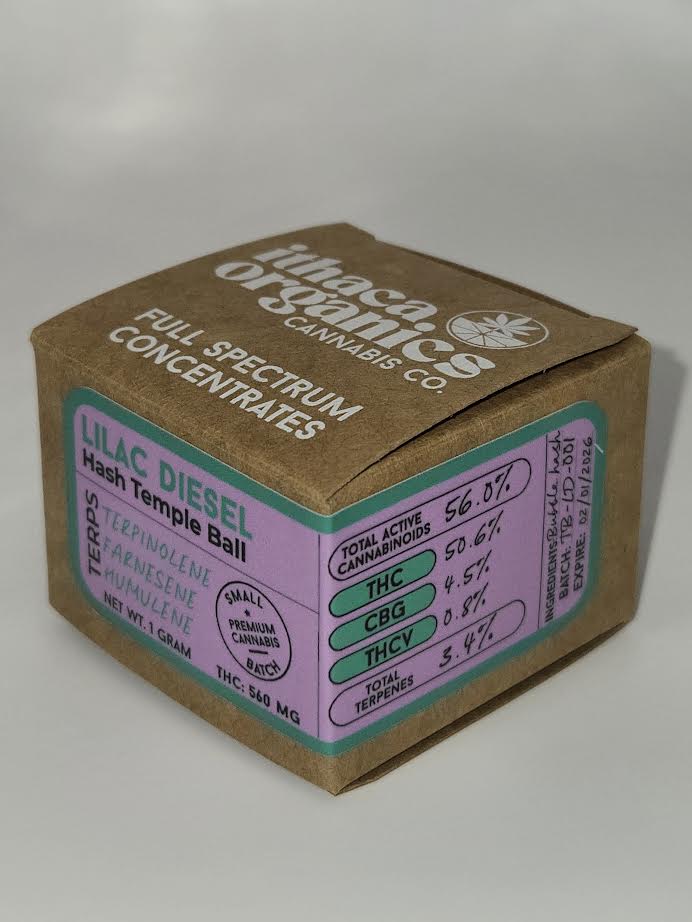 ithaca
organics
CANNABIS CO.
FULL SPECTRUM
CONCENTRATES
LILAC DIESEL
Hash Temple Ball
TERPS
TERPINOLENE
FARNESENE
HUMULENE
NET WT. 1 GRAM
SMALL
PREMIUM
CANNABIS
BATCH
THC: 560 MG
TOTAL ACTIVE
CANNABINOIDS 56.0%
THC 50.6%
CBG 4.5%
THCV 0.8%
TOTAL
TERPENES 3.4%
INGREDIENTS: Bubble hash
BATCH: TB-LD-001
EXPIRE: 02/01/2026